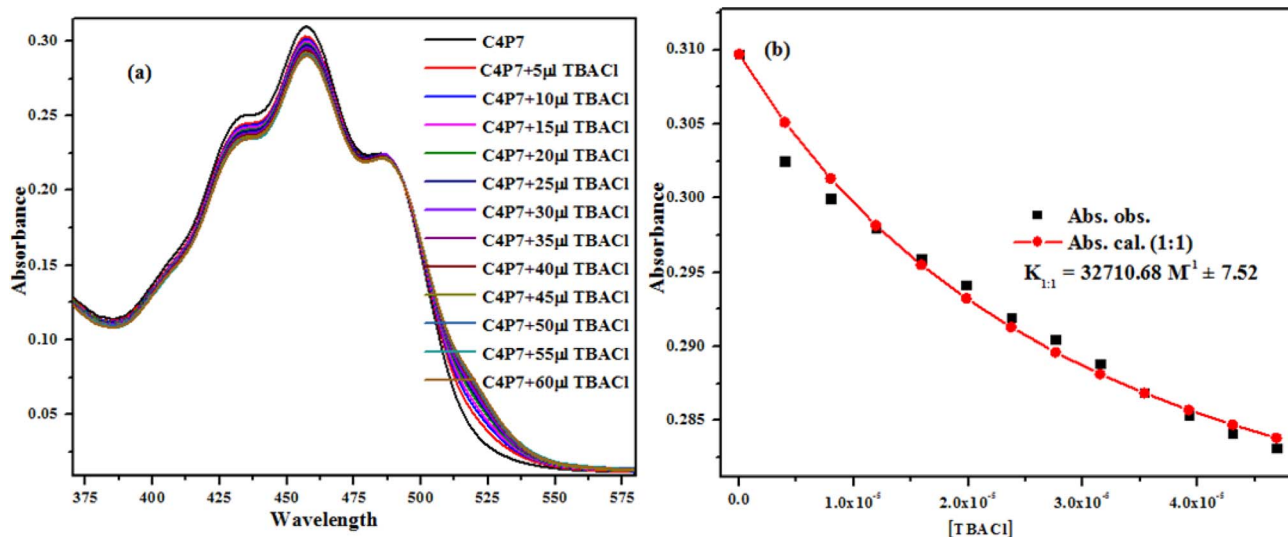 (a)
0.30
0.25
0.20
0.15
0.10
0.05
Absorbance
375
400
425
450
475
500
525
550
575
Wavelength
C4P7
C4P7+5µl TBACl
C4P7+10µl TBACl
C4P7+15µl TBACl
C4P7+20µl TBACl
C4P7+25µl TBACl
C4P7+30µl TBACl
C4P7+35µl TBACl
C4P7+40µl TBACl
C4P7+45µl TBACl
C4P7+50µl TBACl
C4P7+55µl TBACl
C4P7+60µl TBACl
(b)
0.310
0.305
0.300
0.295
0.290
0.285
0.280
Absorbance
Abs. obs.
Abs. cal. (1:1)
K₁:₁ = 32710.68 M⁻¹ ± 7.52
0.0
1.0x10⁻⁵
2.0x10⁻⁵
3.0x10⁻⁵
4.0x10⁻⁵
[TBACl]